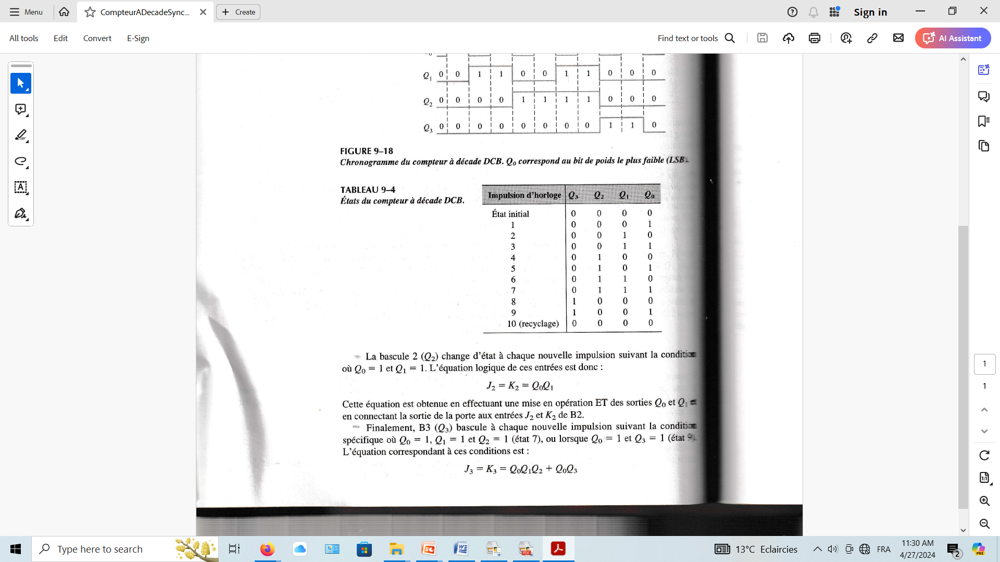 Menu
CompteurADecadeSync...
Create
Sign in
All tools
Edit
Convert
E-Sign
Find text or tools
AI Assistant
Q1 0 0 1 1 0 0 1 1 0 0 0
Q2 0 0 0 0 1 1 1 1 0 0 0
Q3 0 0 0 0 0 0 0 0 1 1 0
FIGURE 9–18
Chronogramme du compteur à décade DCB. Q0 correspond au bit de poids le plus faible (LSB).
TABLEAU 9–4
États du compteur à décade DCB.
Impulsion d'horloge Q3 Q2 Q1 Q0
État initial 0 0 0 0
1 0 0 0 1
2 0 0 1 0
3 0 0 1 1
4 0 1 0 0
5 0 1 0 1
6 0 1 1 0
7 0 1 1 1
8 1 0 0 0
9 1 0 0 1
10 (recyclage) 0 0 0 0
La bascule 2 (Q2) change d'état à chaque nouvelle impulsion suivant la condition
où Q0 = 1 et Q1 = 1. L'équation logique de ces entrées est donc :
J2 = K2 = Q0Q1
Cette équation est obtenue en effectuant une mise en opération ET des sorties Q0 et Q1 et
en connectant la sortie de la porte aux entrées J2 et K2 de B2.
Finalement, B3 (Q3) bascule à chaque nouvelle impulsion suivant la condition
spécifique où Q0 = 1, Q1 = 1 et Q2 = 1 (état 7), ou lorsque Q0 = 1 et Q3 = 1 (état 9).
L'équation correspondant à ces conditions est :
J3 = K3 = Q0Q1Q2 + Q0Q3
1
1
Type here to search
13°C Eclaircies
FRA
11:30 AM
4/27/2024
2